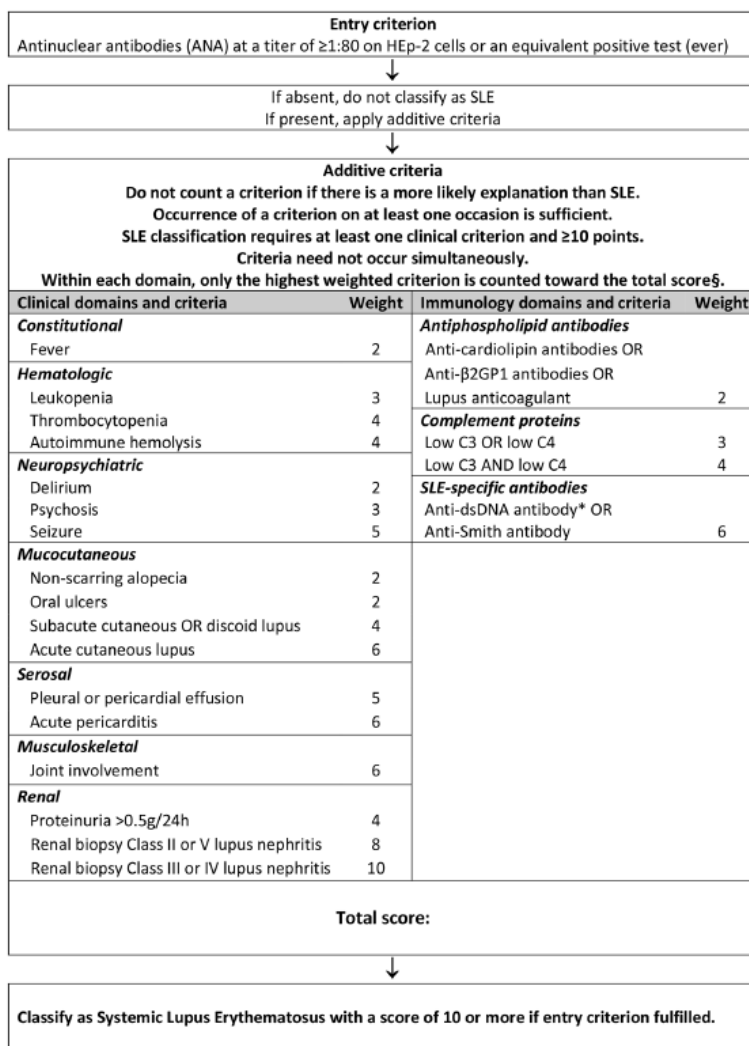 Entry criterion
Antinuclear antibodies (ANA) at a titer of ≥1:80 on HEp-2 cells or an equivalent positive test (ever)
↓
If absent, do not classify as SLE
If present, apply additive criteria
↓
Additive criteria
Do not count a criterion if there is a more likely explanation than SLE.
Occurrence of a criterion on at least one occasion is sufficient.
SLE classification requires at least one clinical criterion and ≥10 points.
Criteria need not occur simultaneously.
Within each domain, only the highest weighted criterion is counted toward the total score§.
Clinical domains and criteria Weight
Constitutional
Fever 2
Hematologic
Leukopenia 3
Thrombocytopenia 4
Autoimmune hemolysis 4
Neuropsychiatric
Delirium 2
Psychosis 3
Seizure 5
Mucocutaneous
Non-scarring alopecia 2
Oral ulcers 2
Subacute cutaneous OR discoid lupus 4
Acute cutaneous lupus 6
Serosal
Pleural or pericardial effusion 5
Acute pericarditis 6
Musculoskeletal
Joint involvement 6
Renal
Proteinuria >0.5g/24h 4
Renal biopsy Class II or V lupus nephritis 8
Renal biopsy Class III or IV lupus nephritis 10
Immunology domains and criteria Weight
Antiphospholipid antibodies
Anti-cardiolipin antibodies OR
Anti-β2GP1 antibodies OR
Lupus anticoagulant 2
Complement proteins
Low C3 OR low C4 3
Low C3 AND low C4 4
SLE-specific antibodies
Anti-dsDNA antibody* OR
Anti-Smith antibody 6
Total score:
↓
Classify as Systemic Lupus Erythematosus with a score of 10 or more if entry criterion fulfilled.